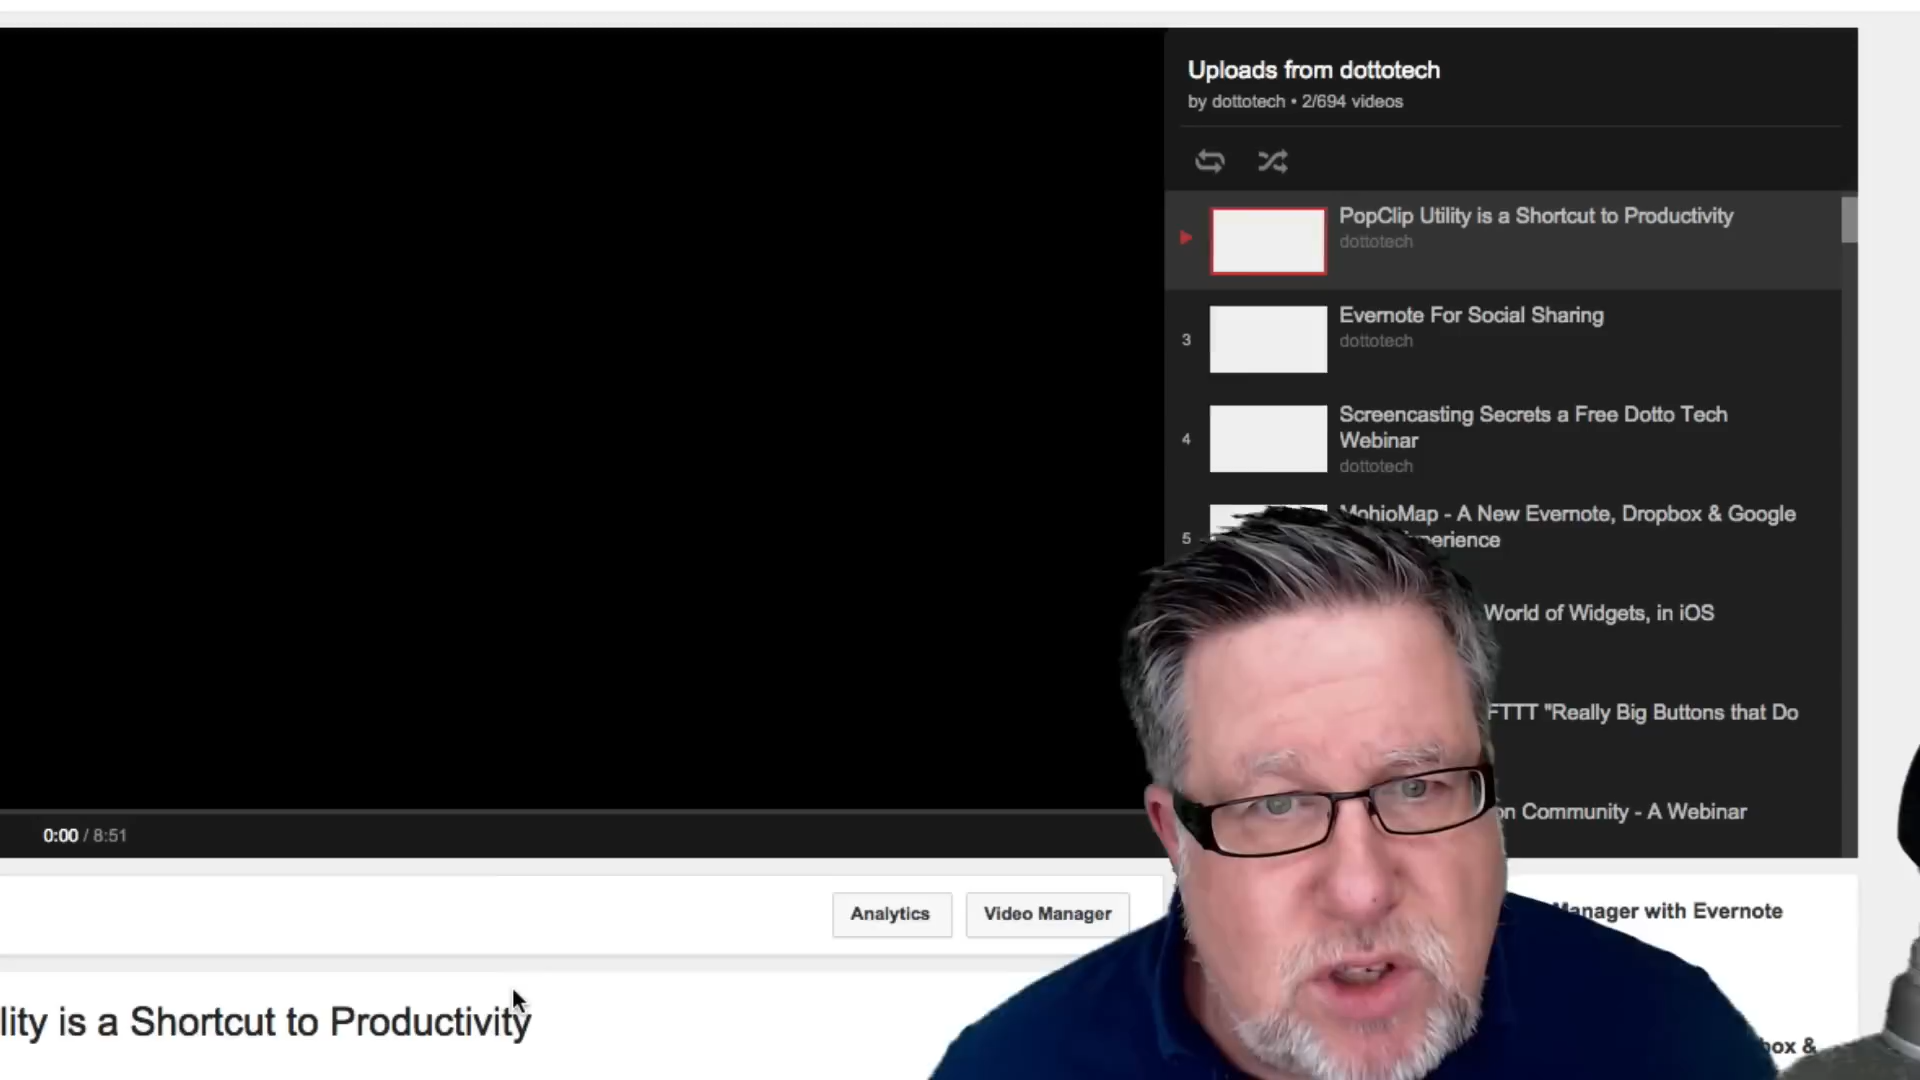 Uploads from dottotech
by dottotech • 2/694 videos
PopClip Utility is a Shortcut to Productivity
dottotech
3
Evernote For Social Sharing
dottotech
4
Screencasting Secrets a Free Dotto Tech
Webinar
dottotech
5
MohioMap - A New Evernote, Dropbox & Google
World of Widgets, in iOS
"Really Big Buttons that Do
Community - A Webinar
0:00 / 8:51
Analytics
Video Manager
with Evernote
is a Shortcut to Productivity
&